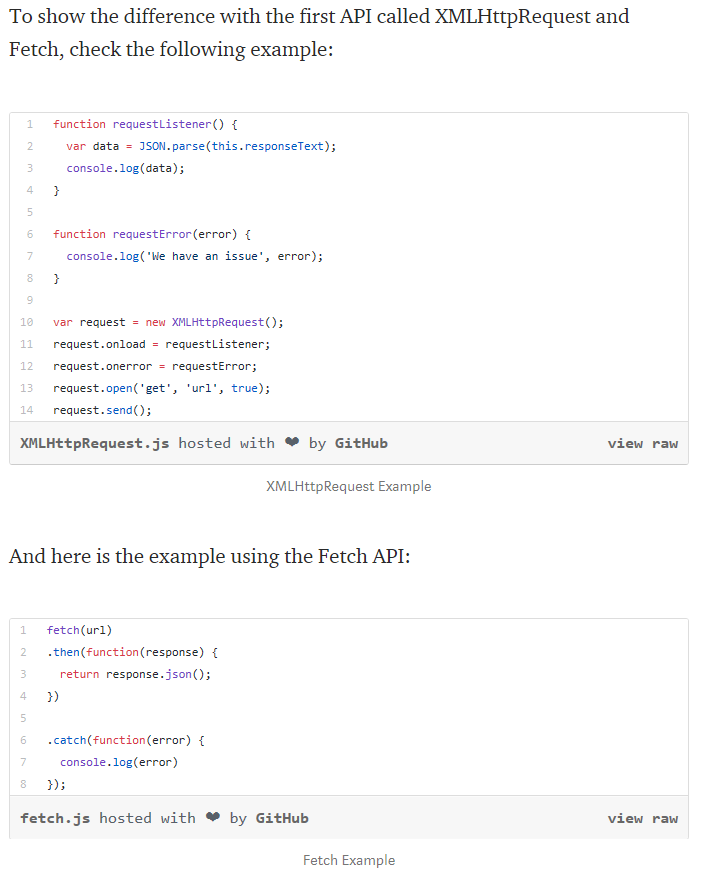 To show the difference with the first API called XMLHttpRequest and
Fetch, check the following example:
1 function requestListener() {
2 var data = JSON.parse(this.responseText);
3 console.log(data);
4 }
5
6 function requestError(error) {
7 console.log('We have an issue', error);
8 }
9
10 var request = new XMLHttpRequest();
11 request.onload = requestListener;
12 request.onerror = requestError;
13 request.open('get', 'url', true);
14 request.send();
XMLHttpRequest.js hosted with ❤ by GitHub view raw
XMLHttpRequest Example
And here is the example using the Fetch API:
1 fetch(url)
2 .then(function(response) {
3 return response.json();
4 })
5
6 .catch(function(error) {
7 console.log(error)
8 });
fetch.js hosted with ❤ by GitHub view raw
Fetch Example